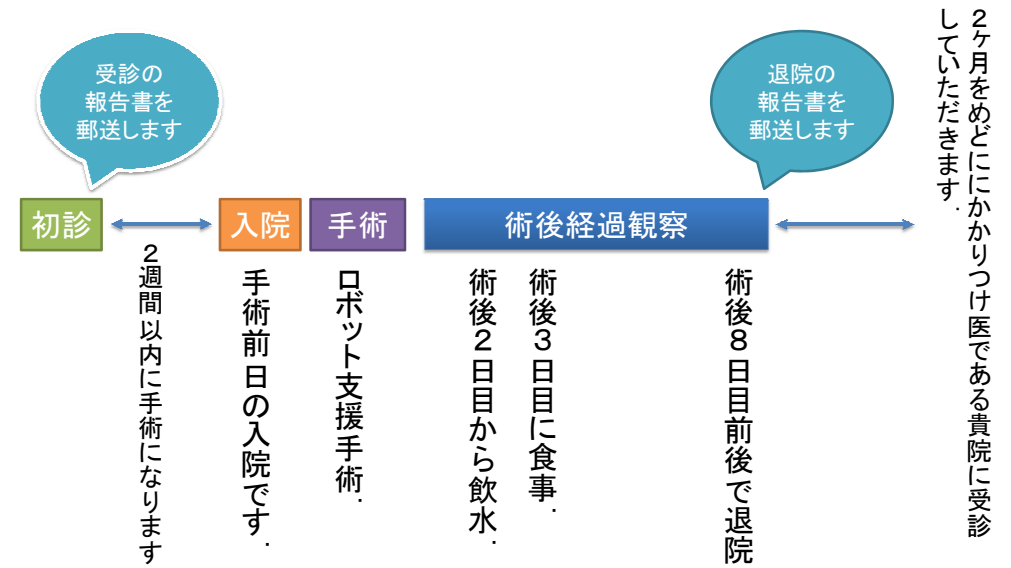 受診の
報告書を
郵送します
退院の
報告書を
郵送します
初診
入院
手術
術後経過観察
２週間以内に手術になります
手術前日の入院です．
ロボット支援手術．
術後２日目から飲水．
術後３日目に食事．
術後８日目前後で退院
２ヶ月をめどににかかりつけ医である貴院に受診
していただきます．